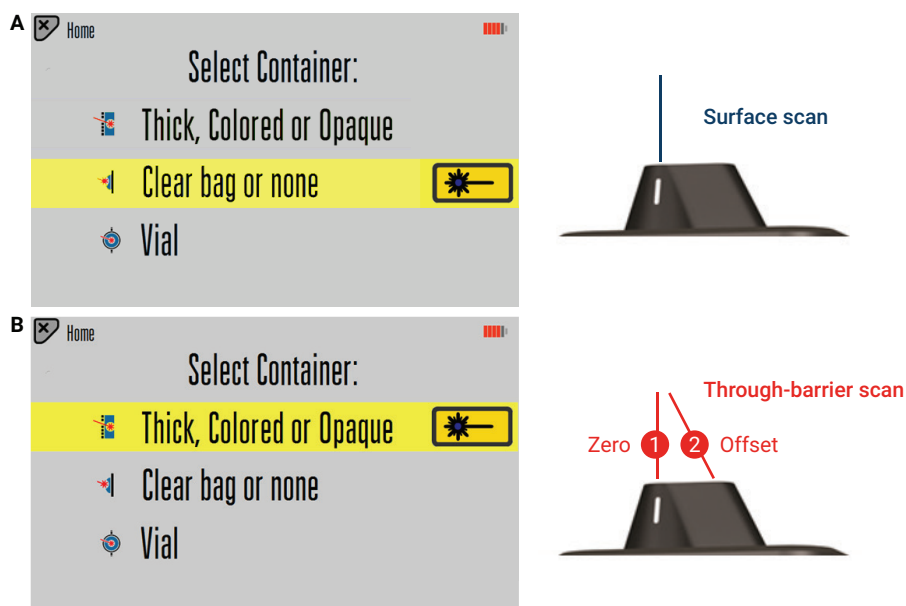 A
Home
Select Container:
Thick, Colored or Opaque
Clear bag or none
Vial
Surface scan
B
Home
Select Container:
Thick, Colored or Opaque
Clear bag or none
Vial
Through-barrier scan
Zero 1 2 Offset